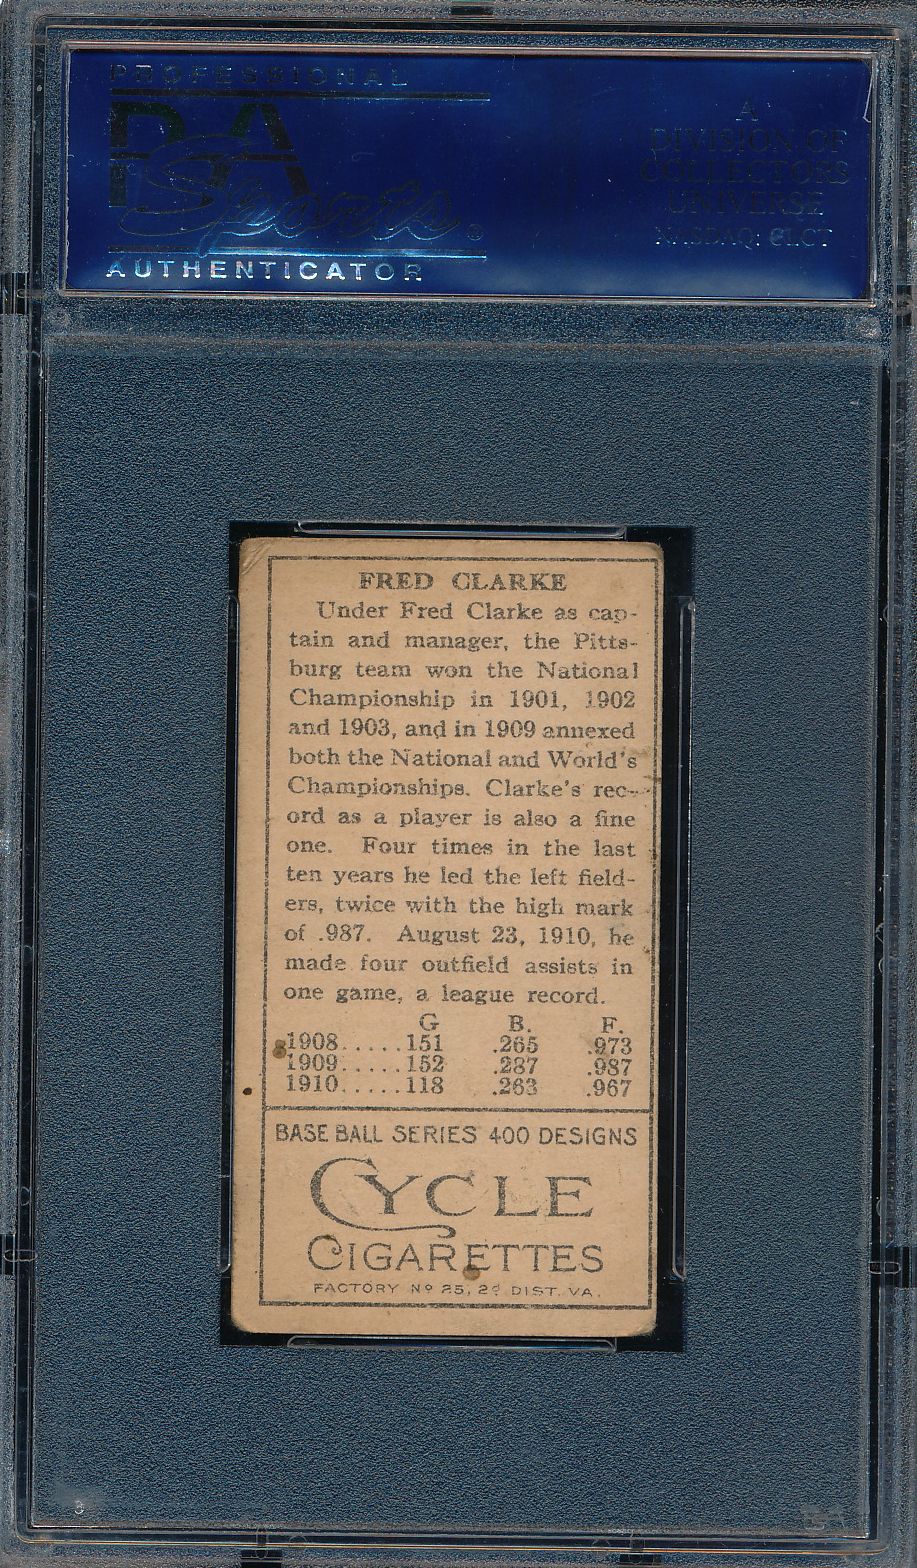 PROFESSIONAL
PSA
Sports
AUTHENTICATOR
A
DIVISION OF
COLLECTORS
UNIVERSE
NASDAQ: CLCT
FRED CLARKE
Under Fred Clarke as cap-
tain and manager, the Pitts-
burg team won the National
Championship in 1901, 1902
and 1903, and in 1909 annexed
both the National and World's
Championships. Clarke's rec-
ord as a player is also a fine
one. Four times in the last
ten years he led the left field-
ers, twice with the high mark
of .987. August 23, 1910, he
made four outfield assists in
one game, a league record.
G B. F.
1908.....151 .265 .973
1909.....152 .287 .987
1910.....118 .263 .967
BASE BALL SERIES 400 DESIGNS
CYCLE
CIGARETTES
FACTORY No 25, 2d DIST. VA.